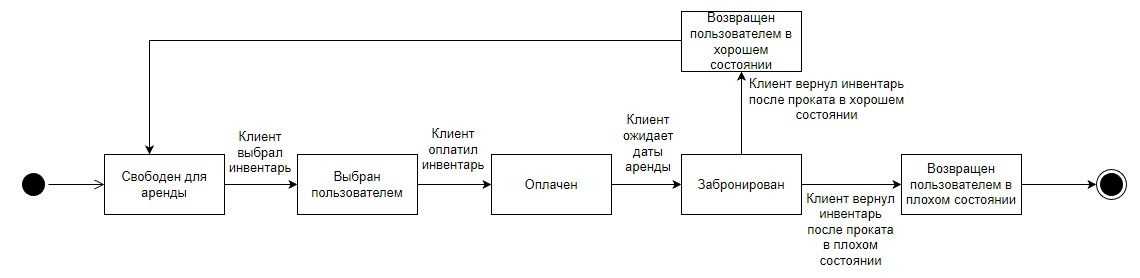 Возвращен
пользователем в
хорошем
состоянии
Клиент вернул инвентарь
после проката в хорошем
состоянии
Клиент
выбрал
инвентарь
Клиент
оплатил
инвентарь
Клиент
ожидает
даты
аренды
Свободен для
аренды
Выбран
пользователем
Оплачен
Забронирован
Возвращен
пользователем в
плохом состоянии
Клиент вернул
инвентарь
после проката
в плохом
состоянии